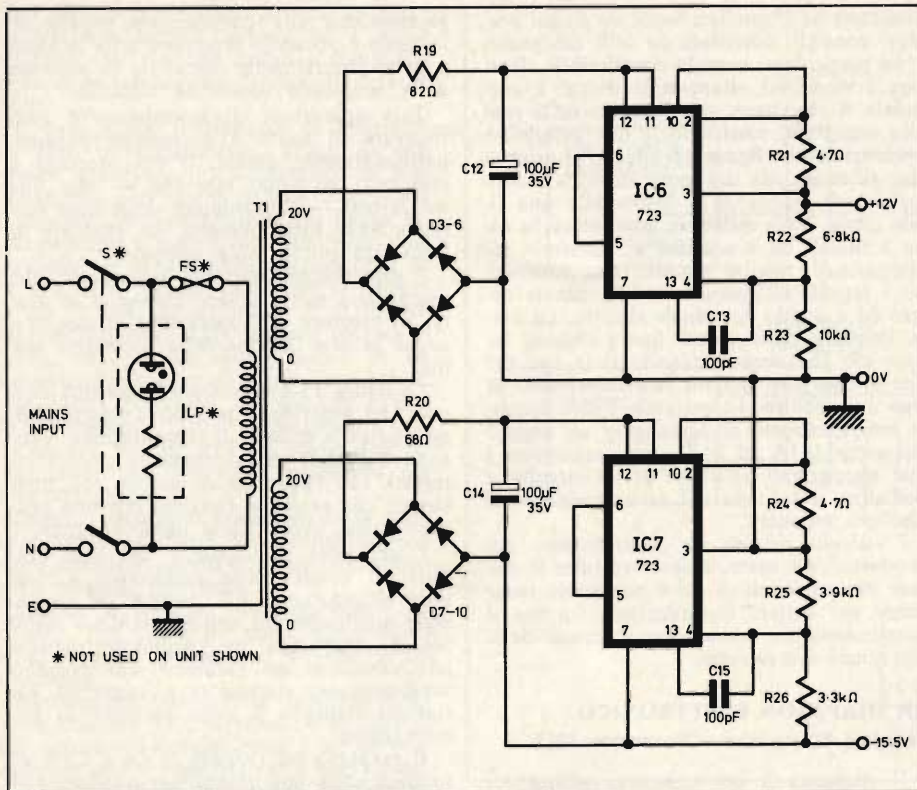 R19
82Ω
T1
20V
0
D3-6
C12
100µF
35V
12 11 10 2
6
IC6
723
3
5
7 13 4
C13
100pF
R21
4·7Ω
+12V
R22
6·8kΩ
R23
10kΩ
0V
S*
FS*
L
LP*
MAINS
INPUT
N
E
* NOT USED ON UNIT SHOWN
R20
68Ω
20V
0
D7-10
C14
100µF
35V
12 11 10 2
6
IC7
723
3
5
7 13 4
C15
100pF
R24
4·7Ω
R25
3·9kΩ
R26
3·3kΩ
-15·5V